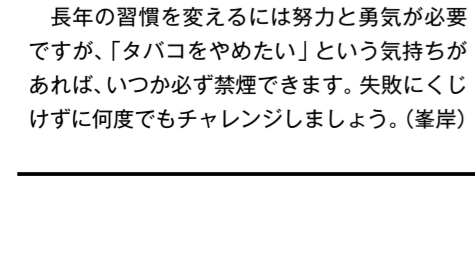 長年の習慣を変えるには努力と勇気が必要
ですが、「タバコをやめたい」という気持ちが
あれば、いつか必ず禁煙できます。失敗にくじ
けずに何度でもチャレンジしましょう。（峯岸）